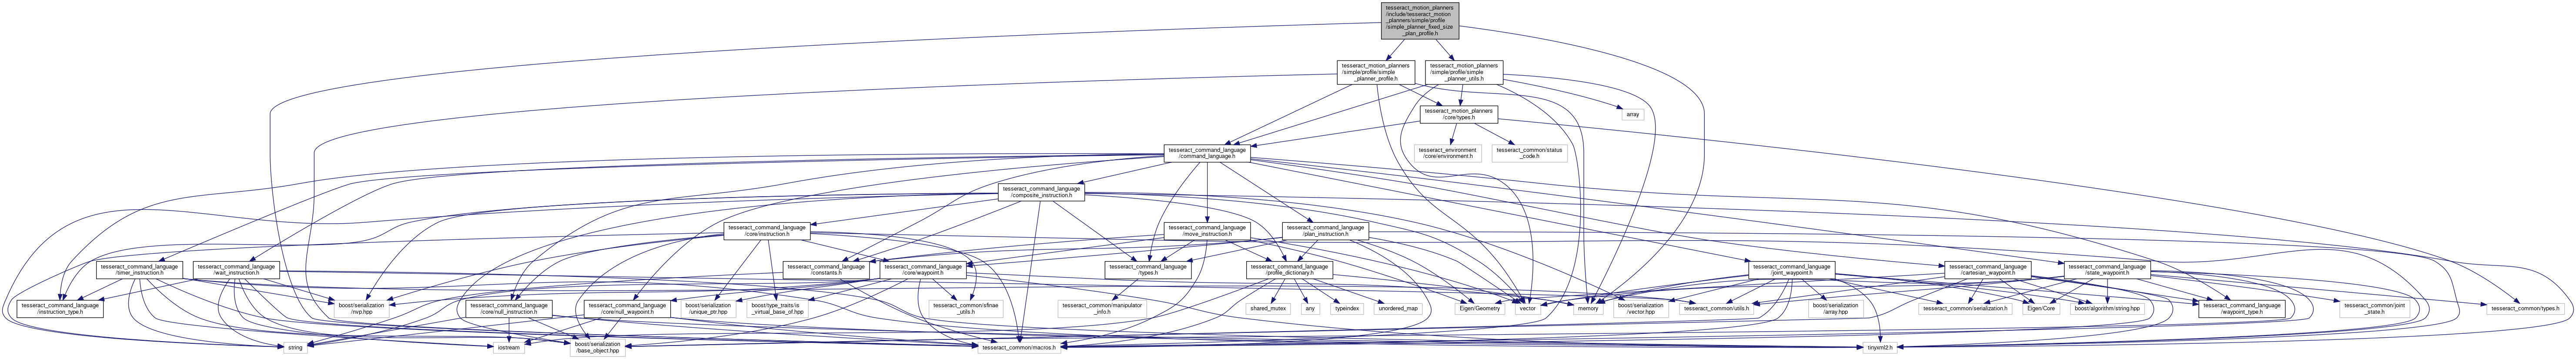 tesseract_motion_planners
/include/tesseract_motion
_planners/simple/profile
/simple_planner_fixed_size
_plan_profile.h
tesseract_motion_planners
/simple/profile/simple
_planner_profile.h
tesseract_motion_planners
/simple/profile/simple
_planner_utils.h
tesseract_motion_planners
/core/types.h
array
tesseract_command_language
/command_language.h
tesseract_environment
/core/environment.h
tesseract_common/status
_code.h
tesseract_command_language
/composite_instruction.h
tesseract_command_language
/core/instruction.h
tesseract_command_language
/move_instruction.h
tesseract_command_language
/plan_instruction.h
tesseract_command_language
/timer_instruction.h
tesseract_command_language
/wait_instruction.h
tesseract_command_language
/constants.h
tesseract_command_language
/core/waypoint.h
tesseract_command_language
/types.h
tesseract_command_language
/profile_dictionary.h
tesseract_command_language
/joint_waypoint.h
tesseract_command_language
/cartesian_waypoint.h
tesseract_command_language
/state_waypoint.h
tesseract_command_language
/instruction_type.h
boost/serialization
/nvp.hpp
tesseract_command_language
/core/null_instruction.h
tesseract_command_language
/core/null_waypoint.h
boost/serialization
/unique_ptr.hpp
boost/type_traits/is
_virtual_base_of.hpp
tesseract_common/sfinae
_utils.h
tesseract_common/manipulator
_info.h
shared_mutex
any
typeindex
unordered_map
Eigen/Geometry
vector
memory
boost/serialization
/vector.hpp
tesseract_common/utils.h
boost/serialization
/array.hpp
tesseract_common/serialization.h
Eigen/Core
boost/algorithm/string.hpp
tesseract_command_language
/waypoint_type.h
tesseract_common/joint
_state.h
tesseract_common/types.h
string
iostream
boost/serialization
/base_object.hpp
tesseract_common/macros.h
tinyxml2.h